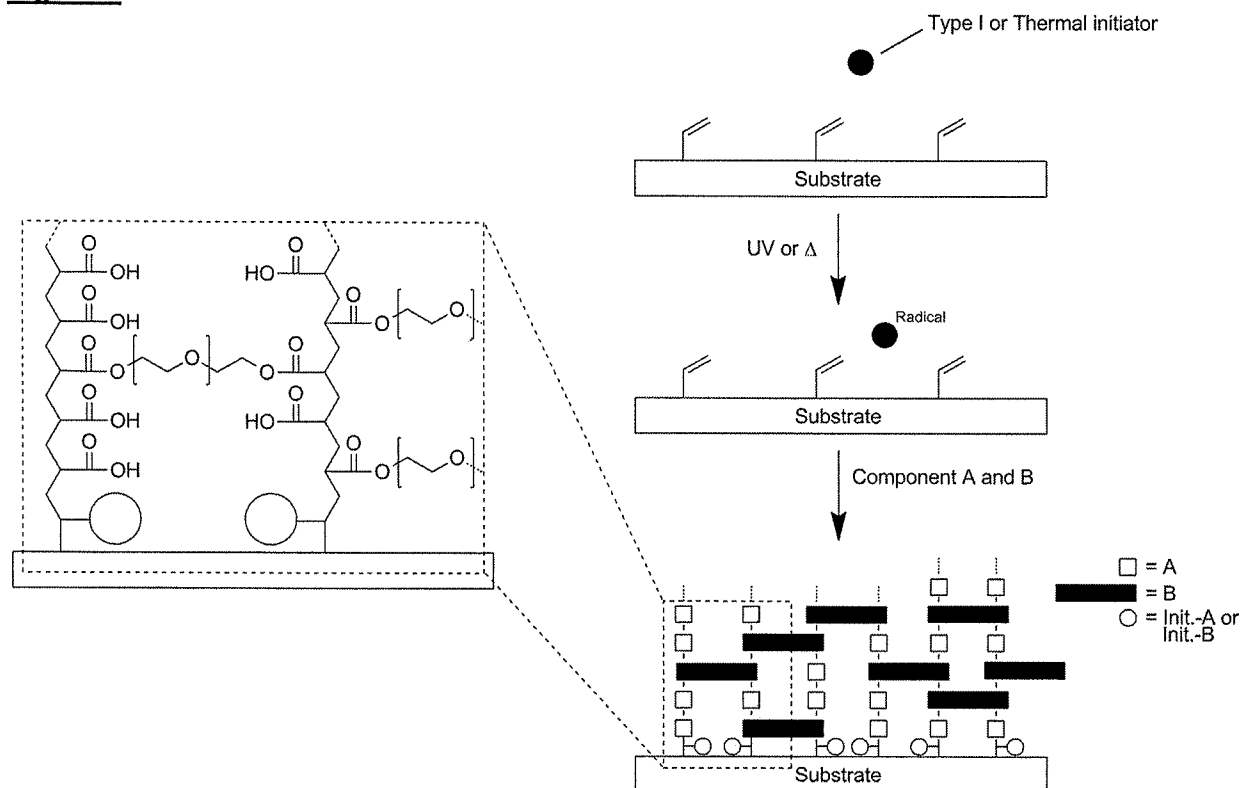 Type I or Thermal initiator
Substrate
UV or Δ
Radical
Substrate
Component A and B
= A
= B
= Init.-A or
Init.-B
Substrate
O
OH
O
OH
O
O
O
O
O
O
OH
O
OH
O
HO
O
O
O
O
HO
O
O
O